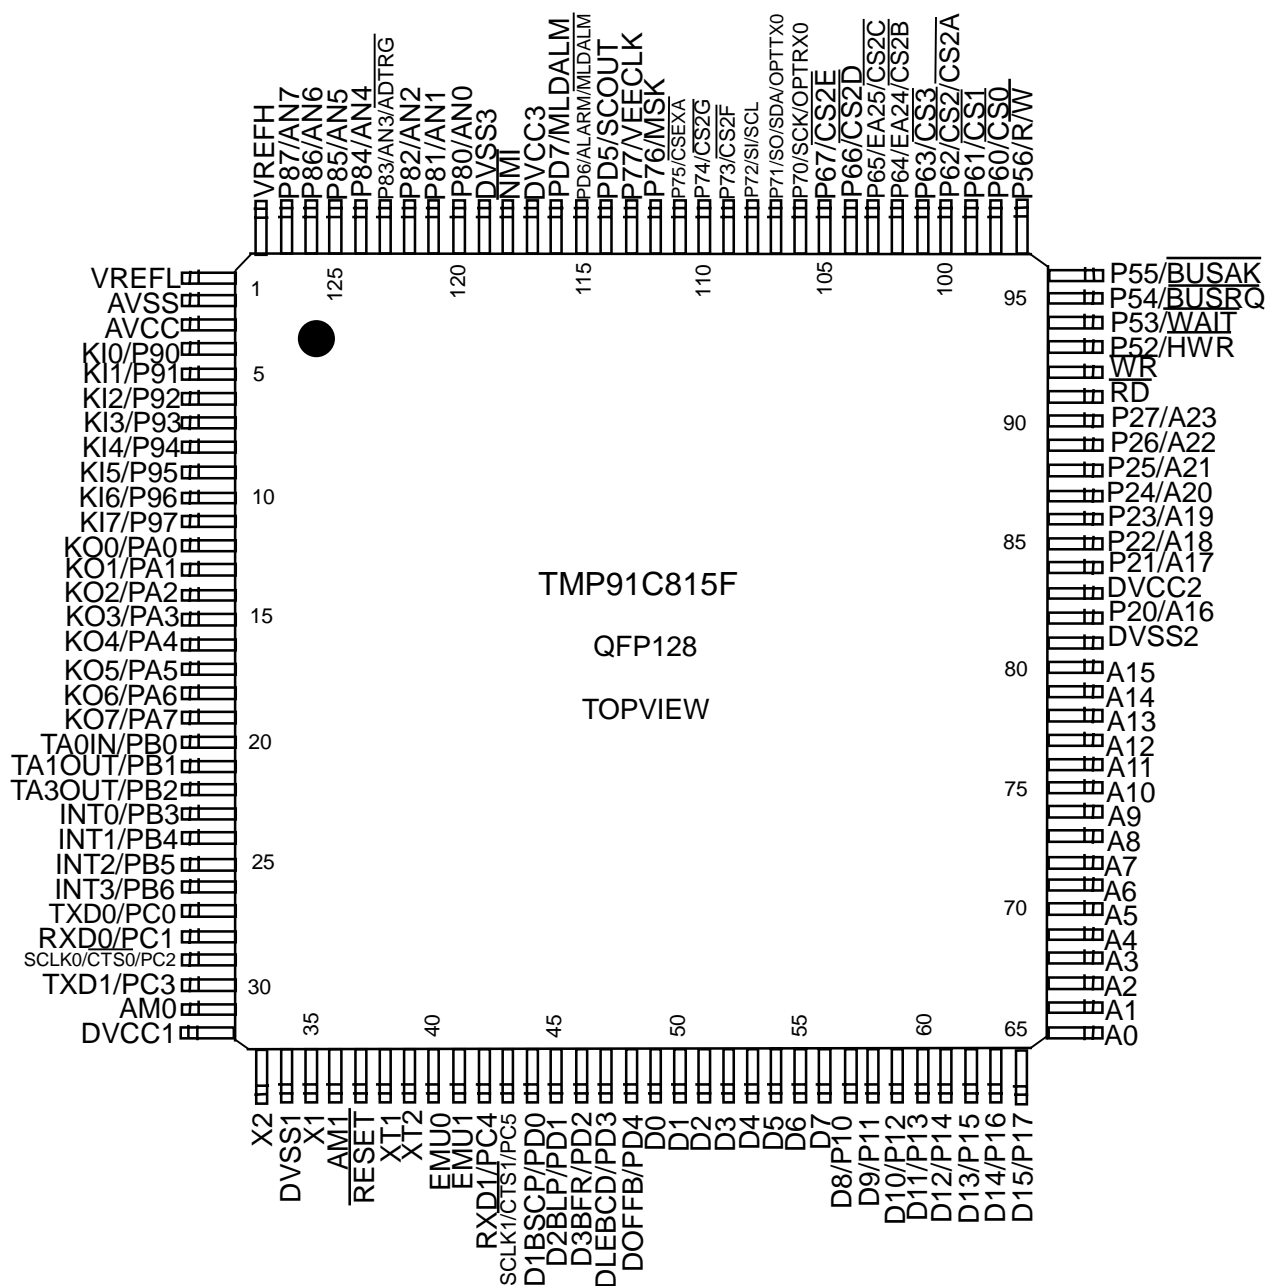 VREFH
P87/AN7
P86/AN6
P85/AN5
P84/AN4
P83/AN3/ADTRG
P82/AN2
P81/AN1
P80/AN0
DVSS3
NMI
DVCC3
PD7/MLDALM
PD6/ALARM/MLDALM
PD5/SCOUT
P77/VEECLK
P76/MSK
P75/CSEXA
P74/CS2G
P73/CS2F
P72/SI/SCL
P71/SO/SDA/OPTTX0
P70/SCK/OPTRX0
P67/CS2E
P66/CS2D
P65/EA25/CS2C
P64/EA24/CS2B
P63/CS3
P62/CS2/CS2A
P61/CS1
P60/CS0
P56/R/W
125
120
115
110
105
100
VREFL
AVSS
AVCC
KI0/P90
KI1/P91
KI2/P92
KI3/P93
KI4/P94
KI5/P95
KI6/P96
KI7/P97
KO0/PA0
KO1/PA1
KO2/PA2
KO3/PA3
KO4/PA4
KO5/PA5
KO6/PA6
KO7/PA7
TA0IN/PB0
TA1OUT/PB1
TA3OUT/PB2
INT0/PB3
INT1/PB4
INT2/PB5
INT3/PB6
TXD0/PC0
RXD0/PC1
SCLK0/CTS0/PC2
TXD1/PC3
AM0
DVCC1
1
5
10
15
20
25
30
TMP91C815F
QFP128
TOPVIEW
95
90
85
80
75
70
65
P55/BUSAK
P54/BUSRQ
P53/WAIT
P52/HWR
WR
RD
P27/A23
P26/A22
P25/A21
P24/A20
P23/A19
P22/A18
P21/A17
DVCC2
P20/A16
DVSS2
A15
A14
A13
A12
A11
A10
A9
A8
A7
A6
A5
A4
A3
A2
A1
A0
35
40
45
50
55
60
X2
DVSS1
X1
AM1
RESET
XT1
XT2
EMU0
EMU1
RXD1/PC4
SCLK1/CTS1/PC5
D1BSCP/PD0
D2BLP/PD1
D3BFR/PD2
DLEBCD/PD3
DOFFB/PD4
D0
D1
D2
D3
D4
D5
D6
D7
D8/P10
D9/P11
D10/P12
D11/P13
D12/P14
D13/P15
D14/P16
D15/P17